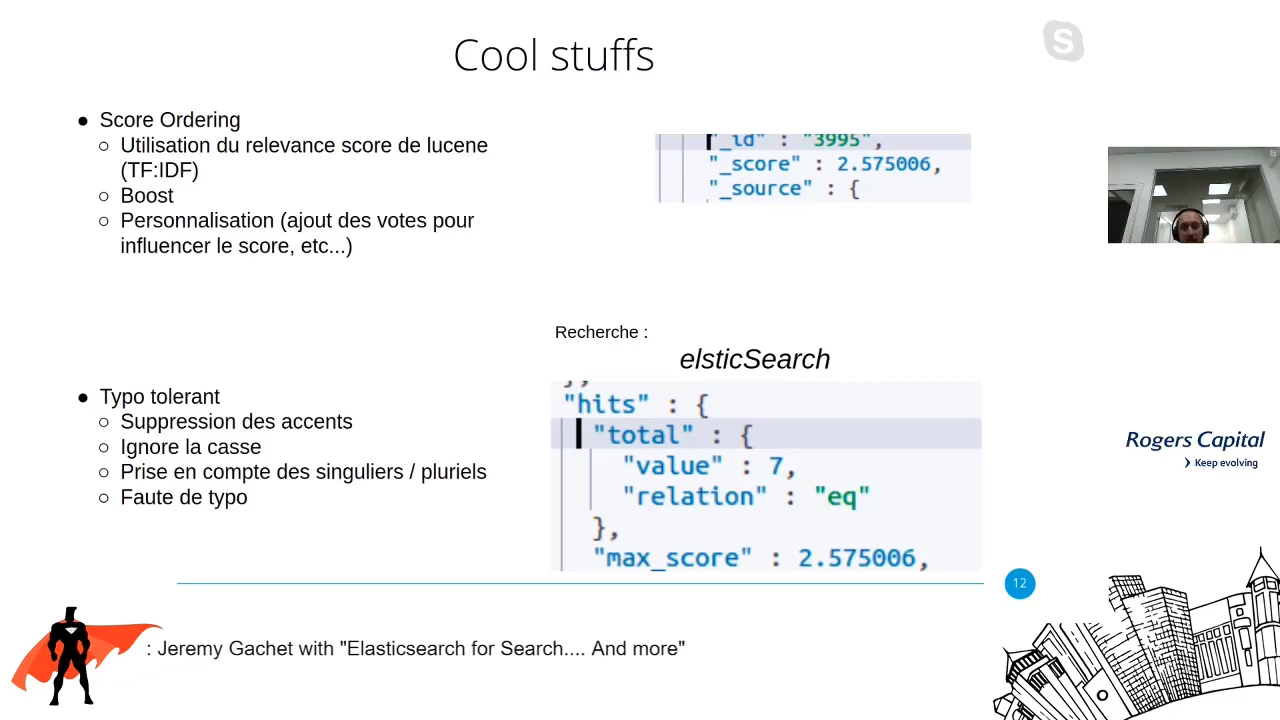 Cool stuffs
S
● Score Ordering
○ Utilisation du relevance score de lucene
(TF:IDF)
○ Boost
○ Personnalisation (ajout des votes pour
influencer le score, etc...)
"_id" : "3995",
"_score" : 2.575006,
"_source" : {
Recherche :
elsticSearch
● Typo tolerant
○ Suppression des accents
○ Ignore la casse
○ Prise en compte des singuliers / pluriels
○ Faute de typo
},
"hits" : {
"total" : {
"value" : 7,
"relation" : "eq"
},
"max_score" : 2.575006,
Rogers Capital
Keep evolving
12
: Jeremy Gachet with "Elasticsearch for Search.... And more"